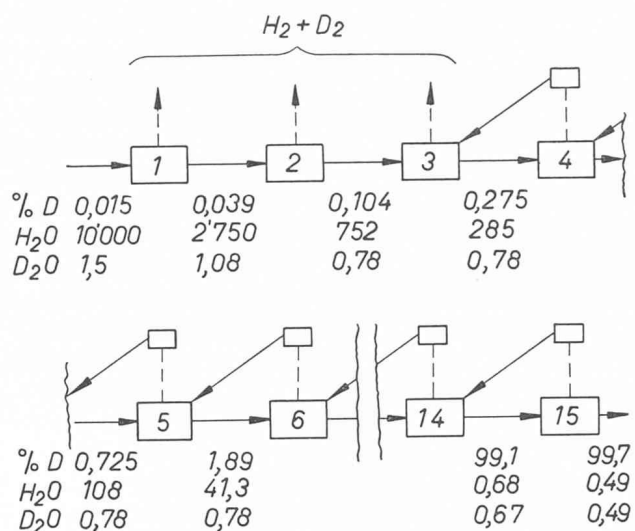 H2 + D2
1 2 3 4
% D 0,015 0,039 0,104 0,275
H2O 10'000 2'750 752 285
D2O 1,5 1,08 0,78 0,78
5 6 14 15
% D 0,725 1,89 99,1 99,7
H2O 108 41,3 0,68 0,49
D2O 0,78 0,78 0,67 0,49